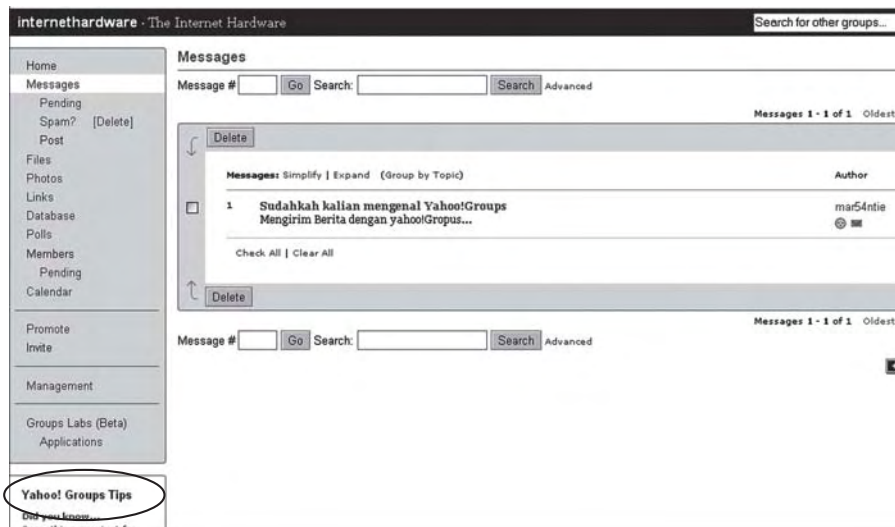 internethardware · The Internet Hardware
Search for other groups...
Home
Messages
Pending
Spam? [Delete]
Post
Files
Photos
Links
Database
Polls
Members
Pending
Calendar
Promote
Invite
Management
Groups Labs (Beta)
Applications
Yahoo! Groups Tips
Did you know...
Messages
Message # Go Search: Search Advanced
Messages 1 - 1 of 1 Oldest
Delete
Messages: Simplify | Expand (Group by Topic) Author
1 Sudahkah kalian mengenal Yahoo!Groups mar54ntie
Mengirim Berita dengan yahoo!Gropus...
Check All | Clear All
Delete
Messages 1 - 1 of 1 Oldest
Message # Go Search: Search Advanced